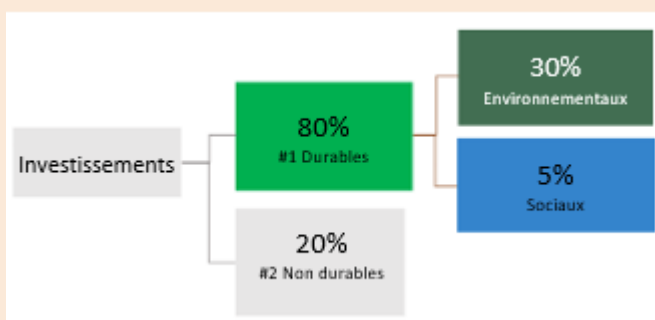 Investissements
80%
#1 Durables
20%
#2 Non durables
30%
Environnementaux
5%
Sociaux